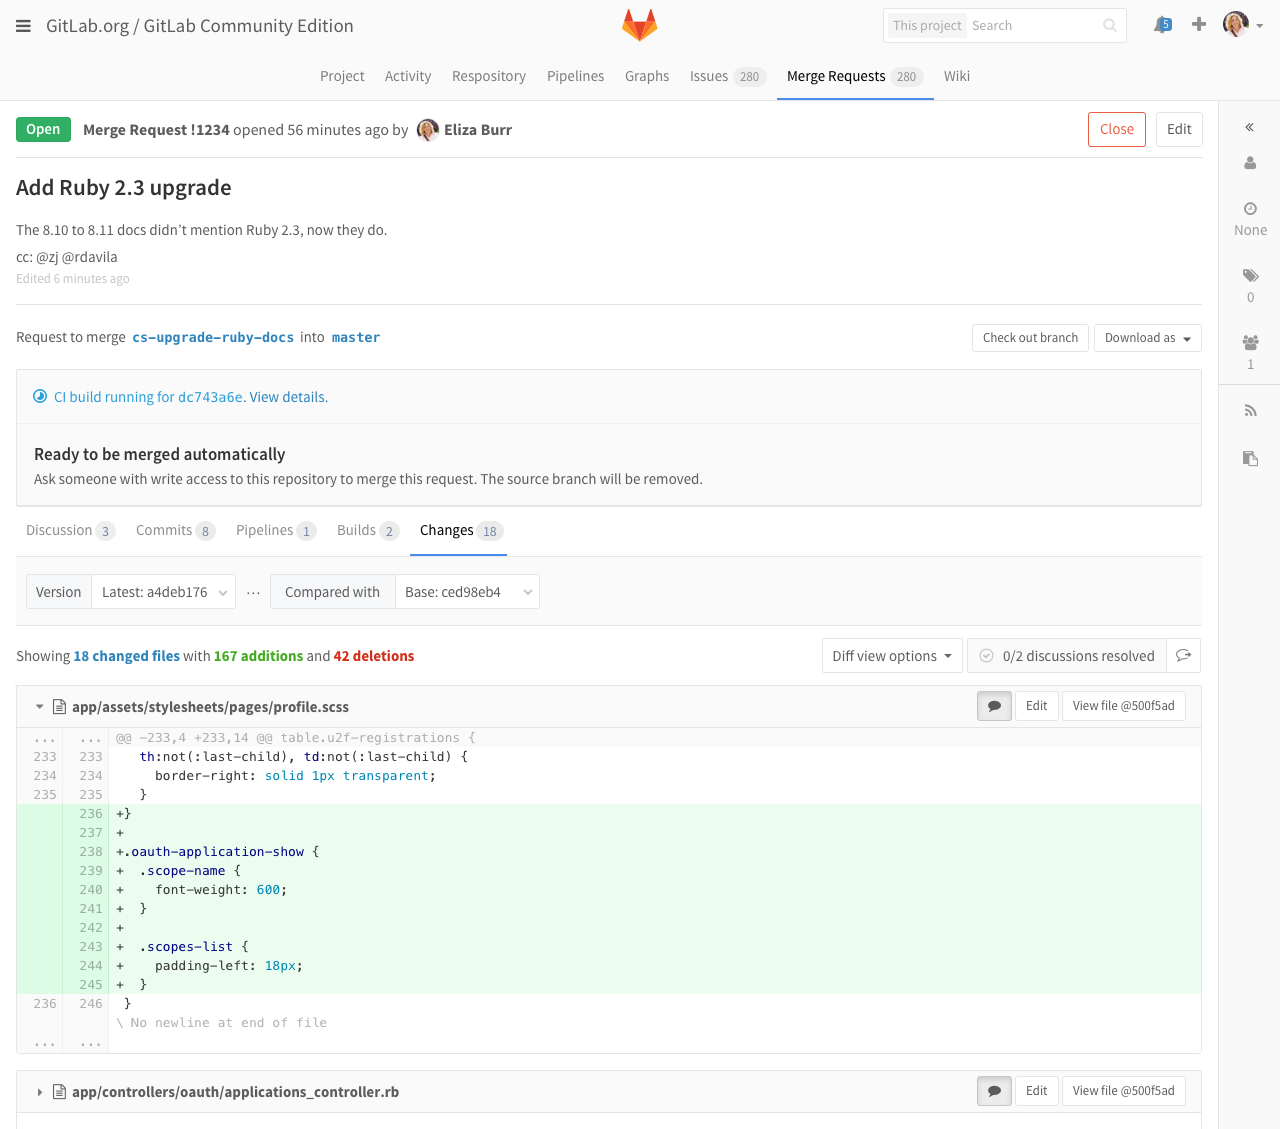 GitLab.org / GitLab Community Edition
This project Search
5
Project Activity Respository Pipelines Graphs Issues 280 Merge Requests 280 Wiki
Open Merge Request !1234 opened 56 minutes ago by Eliza Burr
Close Edit
Add Ruby 2.3 upgrade
The 8.10 to 8.11 docs didn’t mention Ruby 2.3, now they do.
cc: @zj @rdavila
Edited 6 minutes ago
None
0
1
Request to merge cs-upgrade-ruby-docs into master
Check out branch Download as
CI build running for dc743a6e. View details.
Ready to be merged automatically
Ask someone with write access to this repository to merge this request. The source branch will be removed.
Discussion 3 Commits 8 Pipelines 1 Builds 2 Changes 18
Version Latest: a4deb176 ... Compared with Base: ced98eb4
Showing 18 changed files with 167 additions and 42 deletions
Diff view options 0/2 discussions resolved
app/assets/stylesheets/pages/profile.scss
Edit View file @500f5ad
... ... @@ -233,4 +233,14 @@ table.u2f-registrations {
233 233 th:not(:last-child), td:not(:last-child) {
234 234 border-right: solid 1px transparent;
235 235 }
236 +}
237 +
238 +.oauth-application-show {
239 + .scope-name {
240 + font-weight: 600;
241 + }
242 +
243 + .scopes-list {
244 + padding-left: 18px;
245 + }
236 246 }
\ No newline at end of file
... ...
app/controllers/oauth/applications_controller.rb
Edit View file @500f5ad